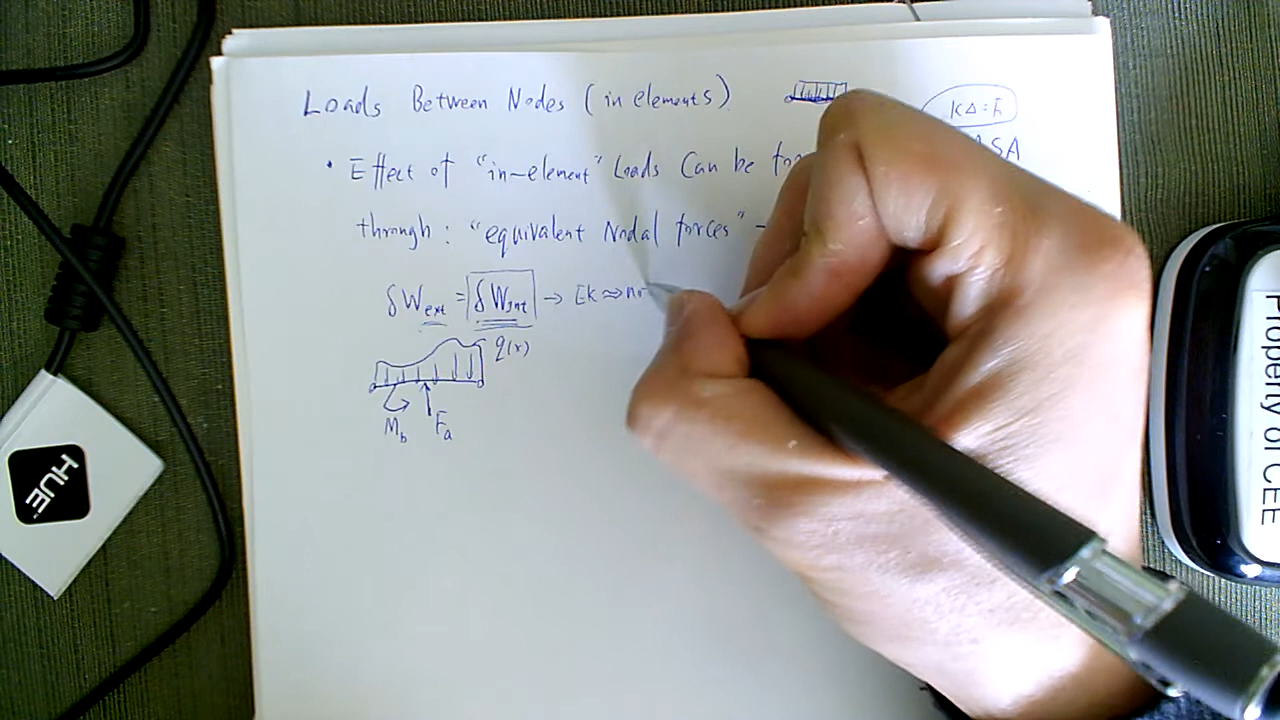 Loads Between Nodes (in elements)
KΔ=F
SA
• Effect of "in-element" Loads Can be
through: "equivalent Nodal forces" -
δWext = δWInt → Ek ⇔
q(x)
Mb Fa
HUE
Property of CEE